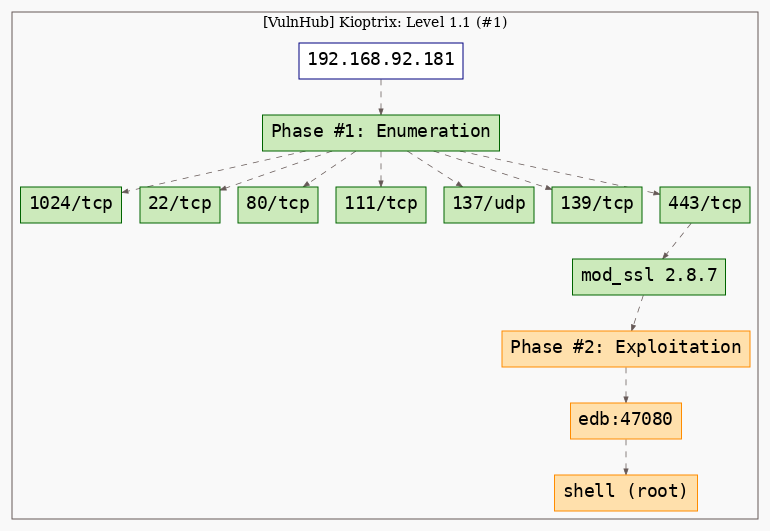 [VulnHub] Kioptrix: Level 1.1 (#1)
192.168.92.181
Phase #1: Enumeration
1024/tcp
22/tcp
80/tcp
111/tcp
137/udp
139/tcp
443/tcp
mod_ssl 2.8.7
Phase #2: Exploitation
edb:47080
shell (root)